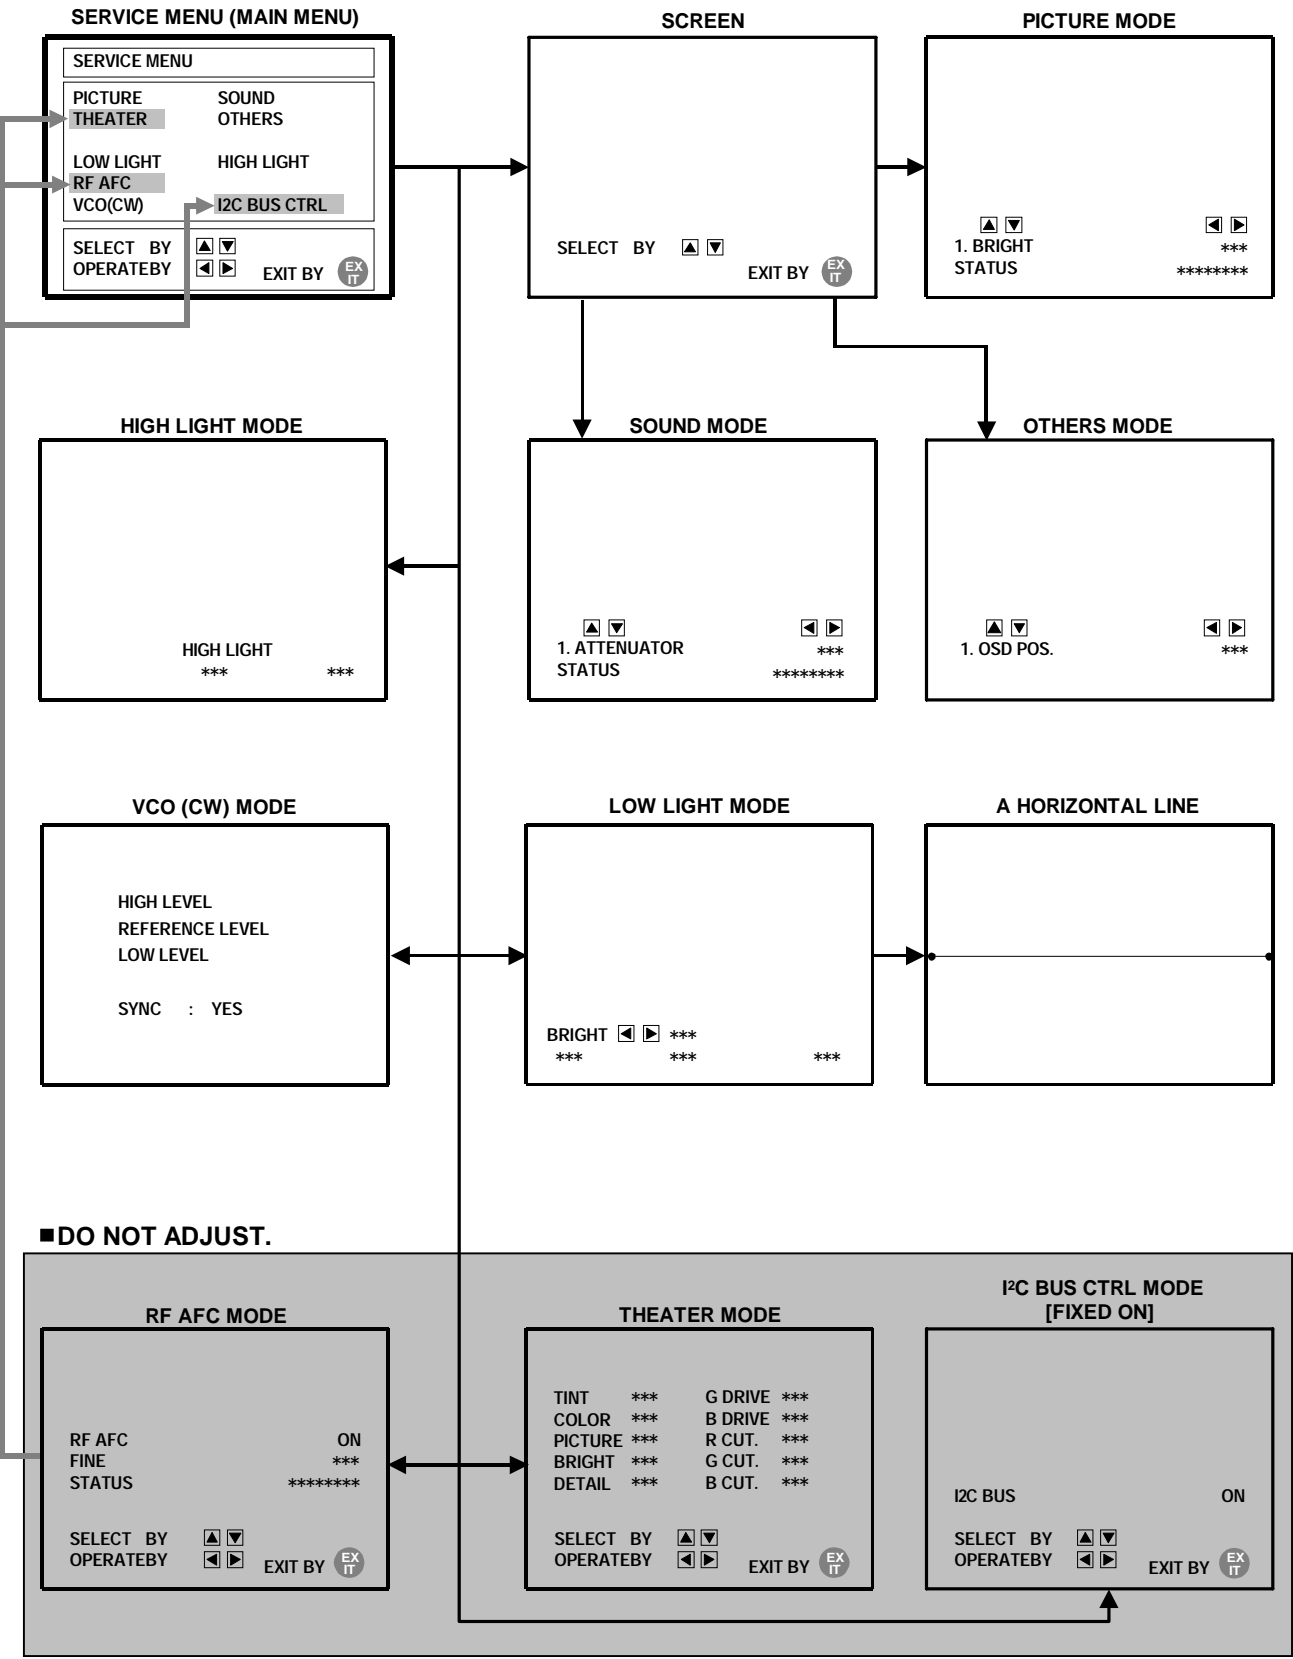 SERVICE MENU (MAIN MENU)
SERVICE MENU
PICTURE SOUND
THEATER OTHERS
LOW LIGHT HIGH LIGHT
RF AFC
VCO(CW) I2C BUS CTRL
SELECT BY
OPERATEBY EXIT BY EX IT
SCREEN
SELECT BY
EXIT BY EX IT
PICTURE MODE
1. BRIGHT ***
STATUS ********
HIGH LIGHT MODE
HIGH LIGHT
*** ***
SOUND MODE
1. ATTENUATOR ***
STATUS ********
OTHERS MODE
1. OSD POS. ***
VCO (CW) MODE
HIGH LEVEL
REFERENCE LEVEL
LOW LEVEL
SYNC : YES
LOW LIGHT MODE
BRIGHT ***
*** *** ***
A HORIZONTAL LINE
■DO NOT ADJUST.
RF AFC MODE
RF AFC ON
FINE ***
STATUS ********
SELECT BY
OPERATEBY EXIT BY EX IT
THEATER MODE
TINT *** G DRIVE ***
COLOR *** B DRIVE ***
PICTURE *** R CUT. ***
BRIGHT *** G CUT. ***
DETAIL *** B CUT. ***
SELECT BY
OPERATEBY EXIT BY EX IT
I²C BUS CTRL MODE
[FIXED ON]
I2C BUS ON
SELECT BY
OPERATEBY EXIT BY EX IT